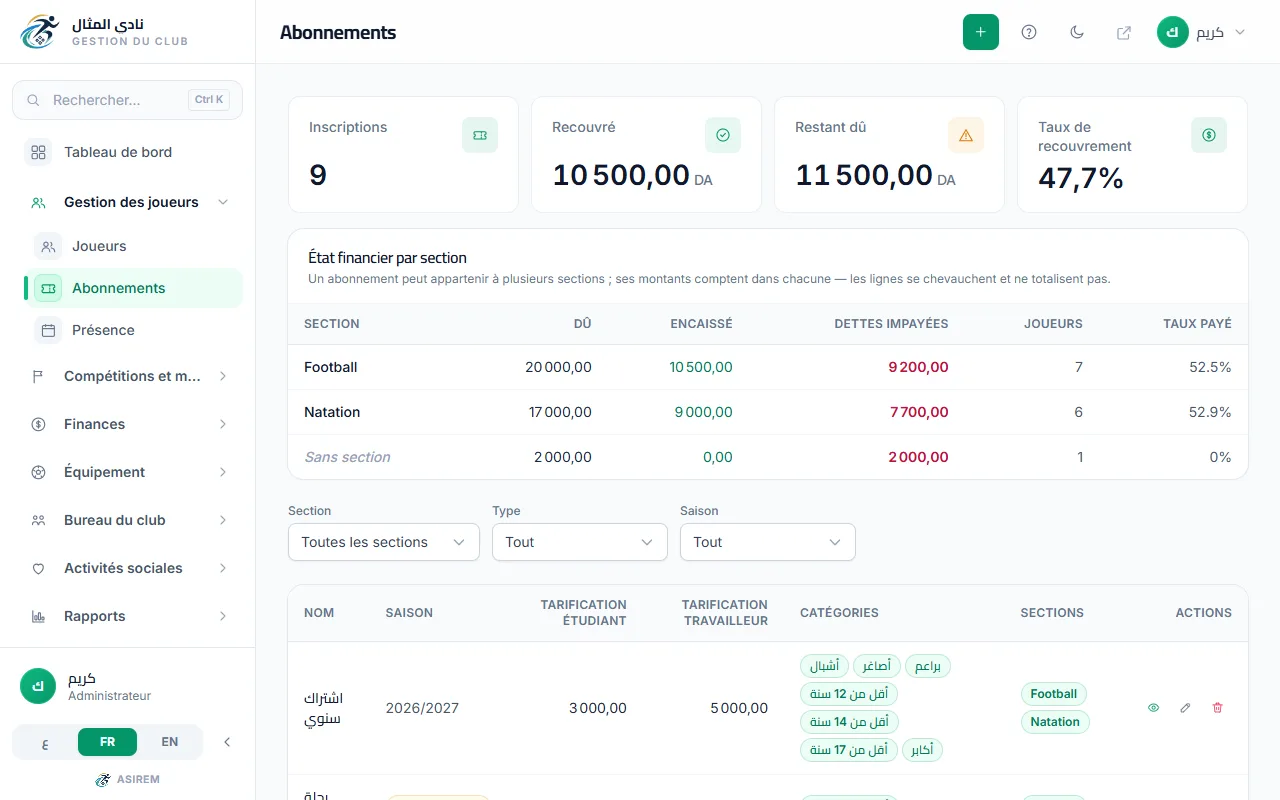 نادي المثال
GESTION DU CLUB
Rechercher...
Ctrl K
Tableau de bord
Gestion des joueurs
Joueurs
Abonnements
Présence
Compétitions et m...
Finances
Équipement
Bureau du club
Activités sociales
Rapports
ك
كريم
Administrateur
ع
FR
EN
ASIREM
Abonnements
ك
كريم
Inscriptions
9
Recouvré
10 500,00 DA
Restant dû
11 500,00 DA
Taux de
recouvrement
47,7%
État financier par section
Un abonnement peut appartenir à plusieurs sections ; ses montants comptent dans chacune — les lignes se chevauchent et ne totalisent pas.
SECTION DÛ ENCAISSÉ DETTES IMPAYÉES JOUEURS TAUX PAYÉ
Football 20 000,00 10 500,00 9 200,00 7 52.5%
Natation 17 000,00 9 000,00 7 700,00 6 52.9%
Sans section 2 000,00 0,00 2 000,00 1 0%
Section
Toutes les sections
Type
Tout
Saison
Tout
NOM SAISON TARIFICATION ÉTUDIANT TARIFICATION TRAVAILLEUR CATÉGORIES SECTIONS ACTIONS
اشتراك
سنوي
2026/2027
3 000,00
5 000,00
أشبال أصاغر براعم
أقل من 12 سنة
أقل من 14 سنة
أقل من 17 سنة أكابر
Football
Natation
رحلة